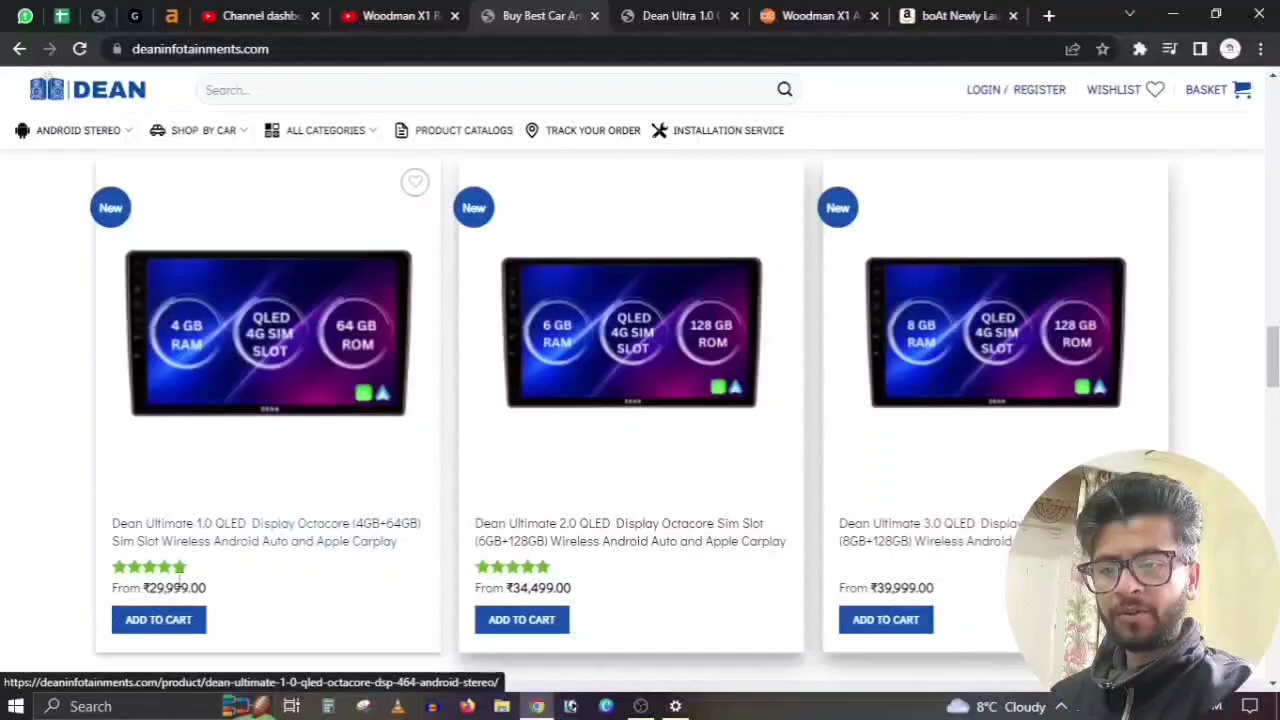 Channel dashb
Woodman X1 R
Buy Best Car An
Dean Ultra 1.0
Woodman X1 A
boAt Newly Lau
deaninfotainments.com
DEAN
Search...
LOGIN / REGISTER
WISHLIST
BASKET
ANDROID STEREO
SHOP BY CAR
ALL CATEGORIES
PRODUCT CATALOGS
TRACK YOUR ORDER
INSTALLATION SERVICE
New
4 GB RAM
QLED 4G SIM SLOT
64 GB ROM
DEAN
Dean Ultimate 1.0 QLED Display Octacore (4GB+64GB)
Sim Slot Wireless Android Auto and Apple Carplay
From ₹29,999.00
ADD TO CART
New
6 GB RAM
QLED 4G SIM SLOT
128 GB ROM
DEAN
Dean Ultimate 2.0 QLED Display Octacore Sim Slot
(6GB+128GB) Wireless Android Auto and Apple Carplay
From ₹34,499.00
ADD TO CART
New
8 GB RAM
QLED 4G SIM SLOT
128 GB ROM
DEAN
Dean Ultimate 3.0 QLED Display
(8GB+128GB) Wireless Android
From ₹39,999.00
ADD TO CART
https://deaninfotainments.com/product/dean-ultimate-1-0-qled-octacore-dsp-464-android-stereo/
Search
8°C Cloudy